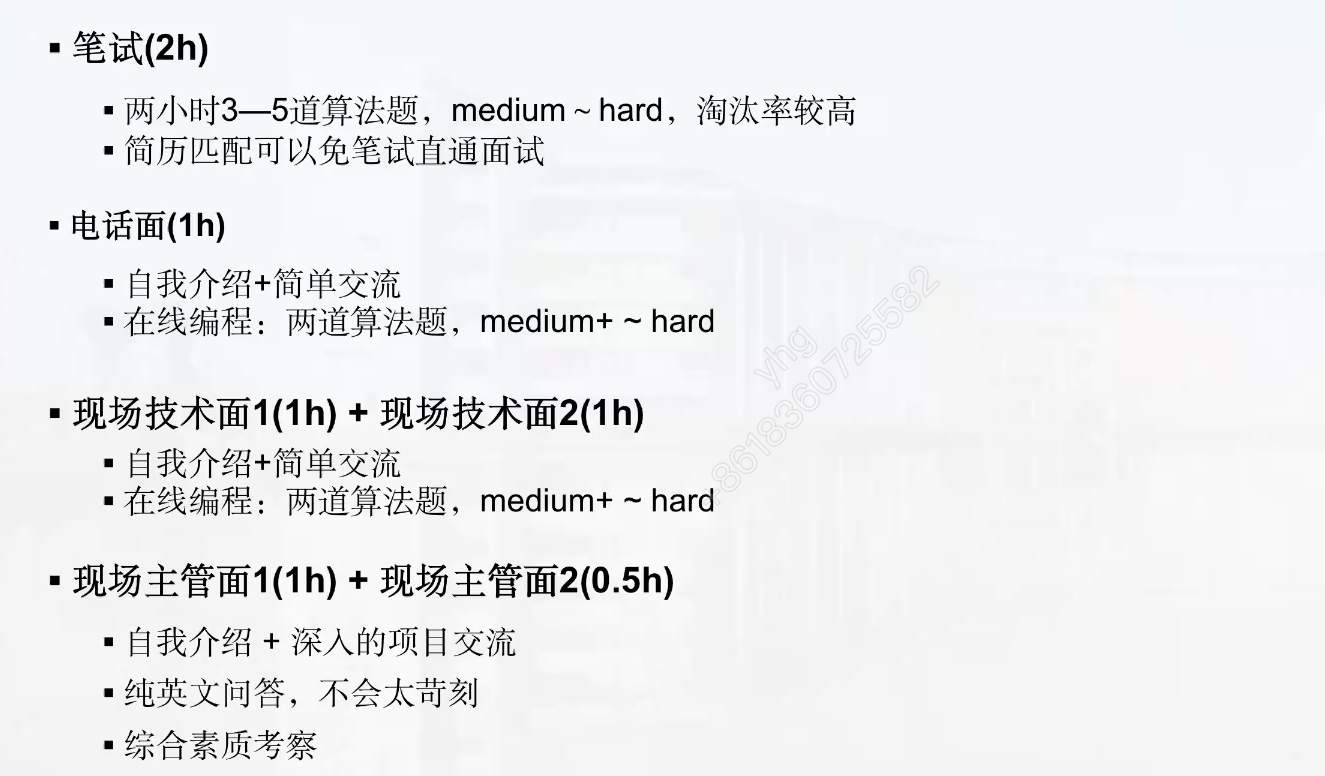 ▪ 笔试(2h)
▪ 两小时3—5道算法题，medium ~ hard，淘汰率较高
▪ 简历匹配可以免笔试直通面试
▪ 电话面(1h)
▪ 自我介绍+简单交流
▪ 在线编程：两道算法题，medium+ ~ hard
▪ 现场技术面1(1h) + 现场技术面2(1h)
▪ 自我介绍+简单交流
▪ 在线编程：两道算法题，medium+ ~ hard
▪ 现场主管面1(1h) + 现场主管面2(0.5h)
▪ 自我介绍 + 深入的项目交流
▪ 纯英文问答，不会太苛刻
▪ 综合素质考察
yhg
+8618360725582